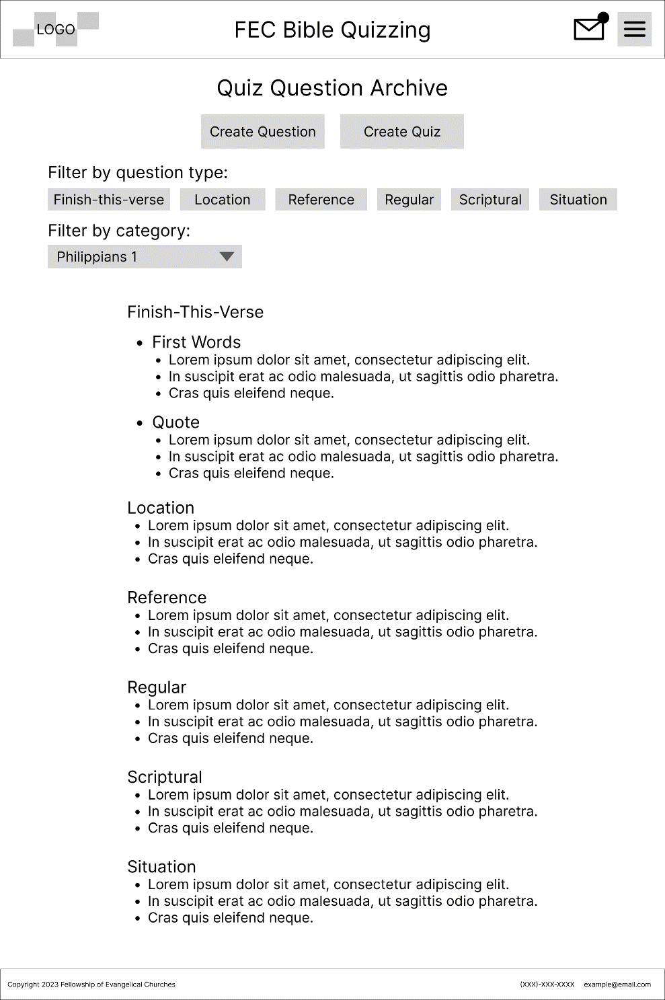 LOGO
FEC Bible Quizzing
Quiz Question Archive
Create Question
Create Quiz
Filter by question type:
Finish-this-verse
Location
Reference
Regular
Scriptural
Situation
Filter by category:
Philippians 1
Finish-This-Verse
• First Words
• Lorem ipsum dolor sit amet, consectetur adipiscing elit.
• In suscipit erat ac odio malesuada, ut sagittis odio pharetra.
• Cras quis eleifend neque.
• Quote
• Lorem ipsum dolor sit amet, consectetur adipiscing elit.
• In suscipit erat ac odio malesuada, ut sagittis odio pharetra.
• Cras quis eleifend neque.
Location
• Lorem ipsum dolor sit amet, consectetur adipiscing elit.
• In suscipit erat ac odio malesuada, ut sagittis odio pharetra.
• Cras quis eleifend neque.
Reference
• Lorem ipsum dolor sit amet, consectetur adipiscing elit.
• In suscipit erat ac odio malesuada, ut sagittis odio pharetra.
• Cras quis eleifend neque.
Regular
• Lorem ipsum dolor sit amet, consectetur adipiscing elit.
• In suscipit erat ac odio malesuada, ut sagittis odio pharetra.
• Cras quis eleifend neque.
Scriptural
• Lorem ipsum dolor sit amet, consectetur adipiscing elit.
• In suscipit erat ac odio malesuada, ut sagittis odio pharetra.
• Cras quis eleifend neque.
Situation
• Lorem ipsum dolor sit amet, consectetur adipiscing elit.
• In suscipit erat ac odio malesuada, ut sagittis odio pharetra.
• Cras quis eleifend neque.
Copyright 2023 Fellowship of Evangelical Churches
(XXX)-XXX-XXXX
example@email.com